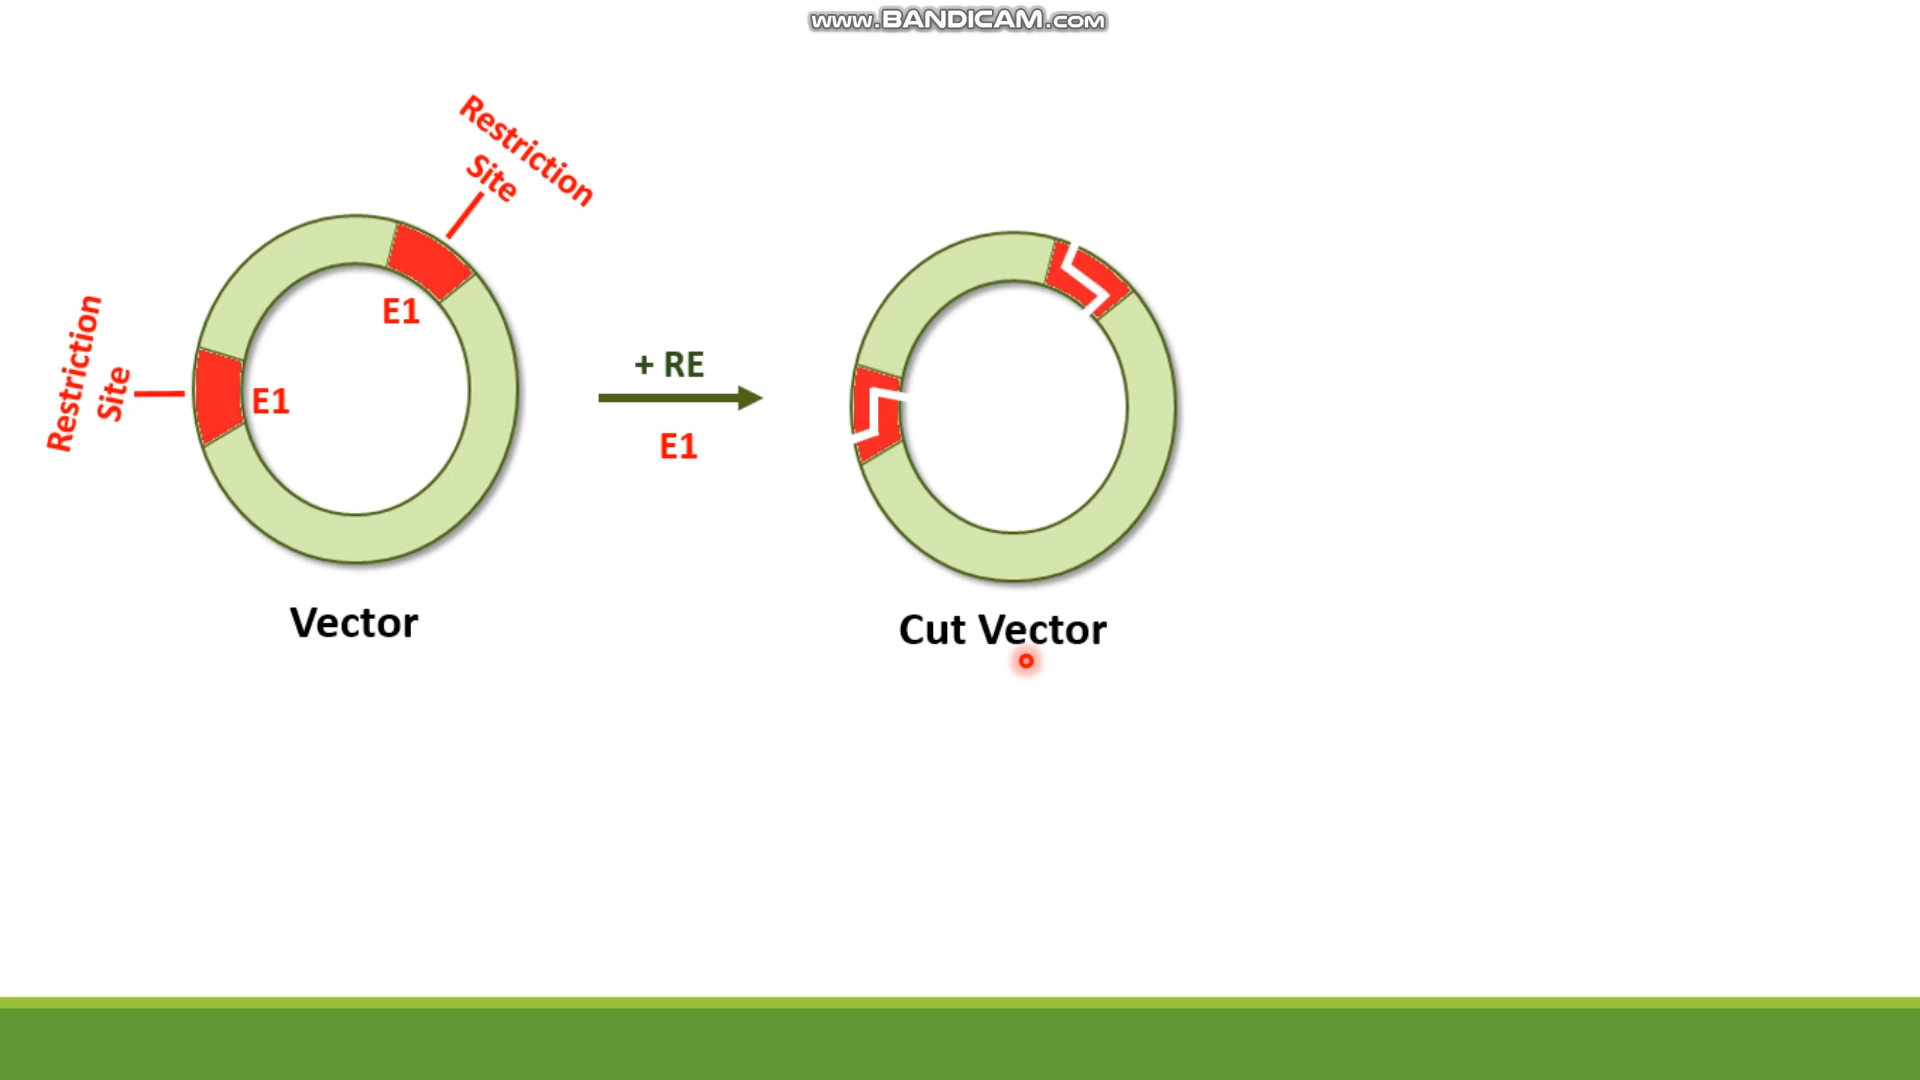 www.BANDICAM.com
Restriction
Site
E1
Restriction
Site
E1
+ RE
E1
Vector
Cut Vector